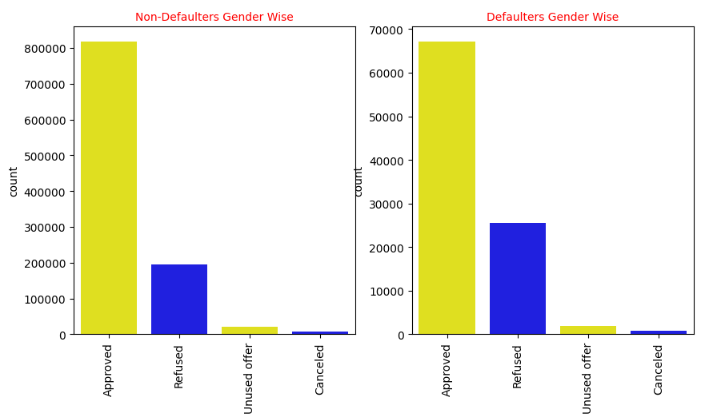 Non-Defaulters Gender Wise
count
800000
700000
600000
500000
400000
300000
200000
100000
0
Approved
Refused
Unused offer
Canceled
Defaulters Gender Wise
count
70000
60000
50000
40000
30000
20000
10000
0
Approved
Refused
Unused offer
Canceled